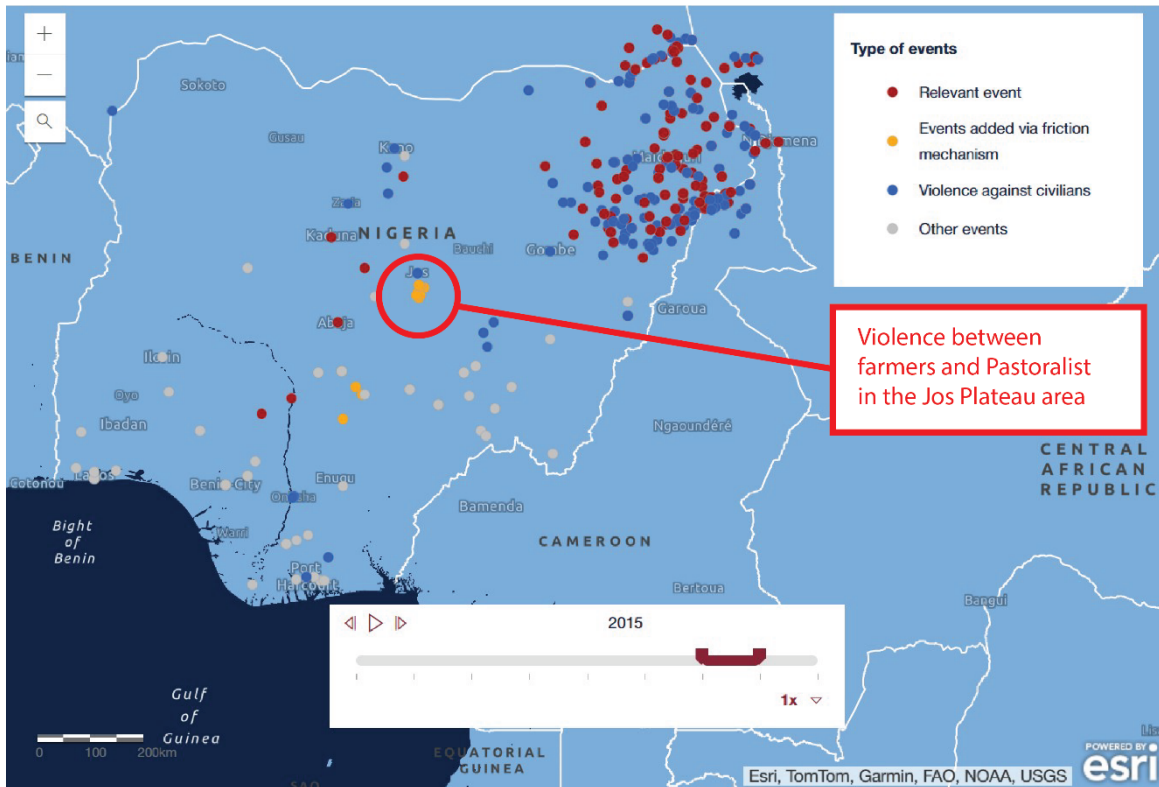 +
−
Sokoto
Gusau
Kano
Zaria
Kaduna
NIGERIA
Bauchi
Gombe
Maiduguri
N'Djamena
BENIN
Jos
Abuja
Garoua
Ilorin
Oyo
Ibadan
Ngaoundéré
Lagos
Cotonou
Benin City
Enugu
Onitsha
Bamenda
Warri
Bight
of
Benin
CAMEROON
Port
Harcourt
Bertoua
Bangui
CENTRAL
AFRICAN
REPUBLIC
Gulf
of
Guinea
EQUATORIAL
GUINEA
SAO
Type of events
Relevant event
Events added via friction
mechanism
Violence against civilians
Other events
Violence between
farmers and Pastoralist
in the Jos Plateau area
2015
1x
0 100 200km
Esri, TomTom, Garmin, FAO, NOAA, USGS
POWERED BY
esri